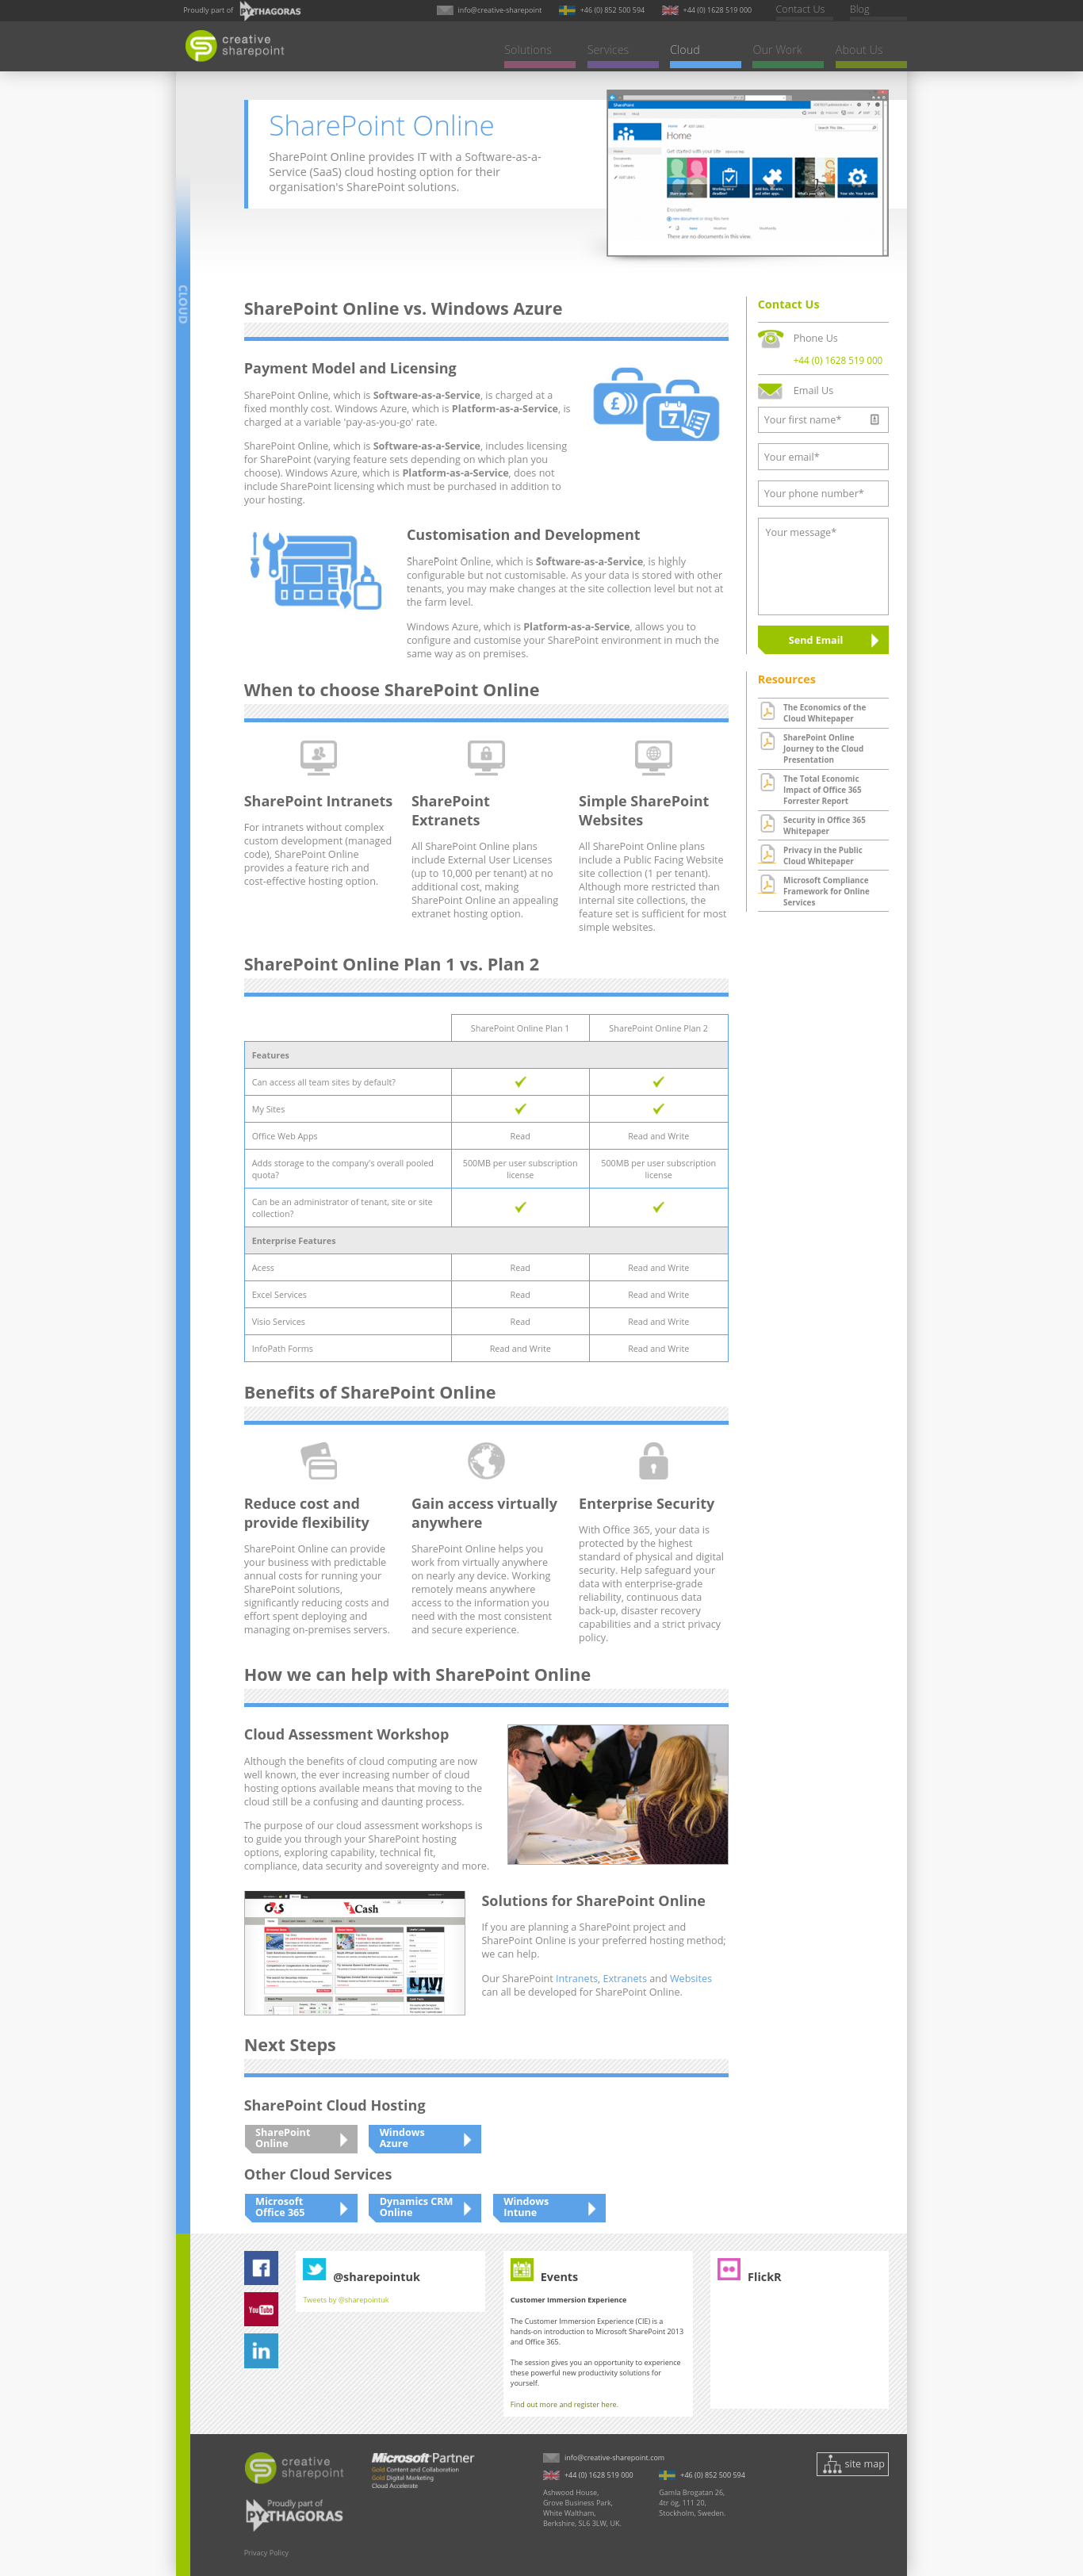 Proudly part of PYTHAGORAS
info@creative-sharepoint
+46 (0) 852 500 594
+44 (0) 1628 519 000
Contact Us
Blog
creative
sharepoint
Solutions
Services
Cloud
Our Work
About Us
SharePoint Online
SharePoint Online provides IT with a Software-as-a-
Service (SaaS) cloud hosting option for their
organisation's SharePoint solutions.
Home
CLOUD
SharePoint Online vs. Windows Azure
Payment Model and Licensing
SharePoint Online, which is Software-as-a-Service, is charged at a
fixed monthly cost. Windows Azure, which is Platform-as-a-Service, is
charged at a variable 'pay-as-you-go' rate.
SharePoint Online, which is Software-as-a-Service, includes licensing
for SharePoint (varying feature sets depending on which plan you
choose). Windows Azure, which is Platform-as-a-Service, does not
include SharePoint licensing which must be purchased in addition to
your hosting.
£
7
Customisation and Development
SharePoint Online, which is Software-as-a-Service, is highly
configurable but not customisable. As your data is stored with other
tenants, you may make changes at the site collection level but not at
the farm level.
Windows Azure, which is Platform-as-a-Service, allows you to
configure and customise your SharePoint environment in much the
same way as on premises.
When to choose SharePoint Online
SharePoint Intranets
For intranets without complex
custom development (managed
code), SharePoint Online
provides a feature rich and
cost-effective hosting option.
SharePoint
Extranets
All SharePoint Online plans
include External User Licenses
(up to 10,000 per tenant) at no
additional cost, making
SharePoint Online an appealing
extranet hosting option.
Simple SharePoint
Websites
All SharePoint Online plans
include a Public Facing Website
site collection (1 per tenant).
Although more restricted than
internal site collections, the
feature set is sufficient for most
simple websites.
SharePoint Online Plan 1 vs. Plan 2
SharePoint Online Plan 1
SharePoint Online Plan 2
Features
Can access all team sites by default?
My Sites
Office Web Apps
Read
Read and Write
Adds storage to the company's overall pooled
quota?
500MB per user subscription
license
500MB per user subscription
license
Can be an administrator of tenant, site or site
collection?
Enterprise Features
Acess
Read
Read and Write
Excel Services
Read
Read and Write
Visio Services
Read
Read and Write
InfoPath Forms
Read and Write
Read and Write
Benefits of SharePoint Online
Reduce cost and
provide flexibility
SharePoint Online can provide
your business with predictable
annual costs for running your
SharePoint solutions,
significantly reducing costs and
effort spent deploying and
managing on-premises servers.
Gain access virtually
anywhere
SharePoint Online helps you
work from virtually anywhere
on nearly any device. Working
remotely means anywhere
access to the information you
need with the most consistent
and secure experience.
Enterprise Security
With Office 365, your data is
protected by the highest
standard of physical and digital
security. Help safeguard your
data with enterprise-grade
reliability, continuous data
back-up, disaster recovery
capabilities and a strict privacy
policy.
How we can help with SharePoint Online
Cloud Assessment Workshop
Although the benefits of cloud computing are now
well known, the ever increasing number of cloud
hosting options available means that moving to the
cloud still be a confusing and daunting process.
The purpose of our cloud assessment workshops is
to guide you through your SharePoint hosting
options, exploring capability, technical fit,
compliance, data security and sovereignty and more.
G4S
Cash
Solutions for SharePoint Online
If you are planning a SharePoint project and
SharePoint Online is your preferred hosting method;
we can help.
Our SharePoint Intranets, Extranets and Websites
can all be developed for SharePoint Online.
Next Steps
SharePoint Cloud Hosting
SharePoint
Online
Windows
Azure
Other Cloud Services
Microsoft
Office 365
Dynamics CRM
Online
Windows
Intune
Contact Us
Phone Us
+44 (0) 1628 519 000
Email Us
Your first name*
Your email*
Your phone number*
Your message*
Send Email
Resources
The Economics of the
Cloud Whitepaper
SharePoint Online
Journey to the Cloud
Presentation
The Total Economic
Impact of Office 365
Forrester Report
Security in Office 365
Whitepaper
Privacy in the Public
Cloud Whitepaper
Microsoft Compliance
Framework for Online
Services
You Tube
in
@sharepointuk
Tweets by @sharepointuk
Events
Customer Immersion Experience
The Customer Immersion Experience (CIE) is a
hands-on introduction to Microsoft SharePoint 2013
and Office 365.
The session gives you an opportunity to experience
these powerful new productivity solutions for
yourself.
Find out more and register here.
FlickR
creative
sharepoint
Proudly part of
PYTHAGORAS
Microsoft Partner
Gold Content and Collaboration
Gold Digital Marketing
Cloud Accelerate
info@creative-sharepoint.com
+44 (0) 1628 519 000
Ashwood House,
Grove Business Park,
White Waltham,
Berkshire, SL6 3LW, UK.
+46 (0) 852 500 594
Gamla Brogatan 26,
4tr ög, 111 20,
Stockholm, Sweden.
site map
Privacy Policy